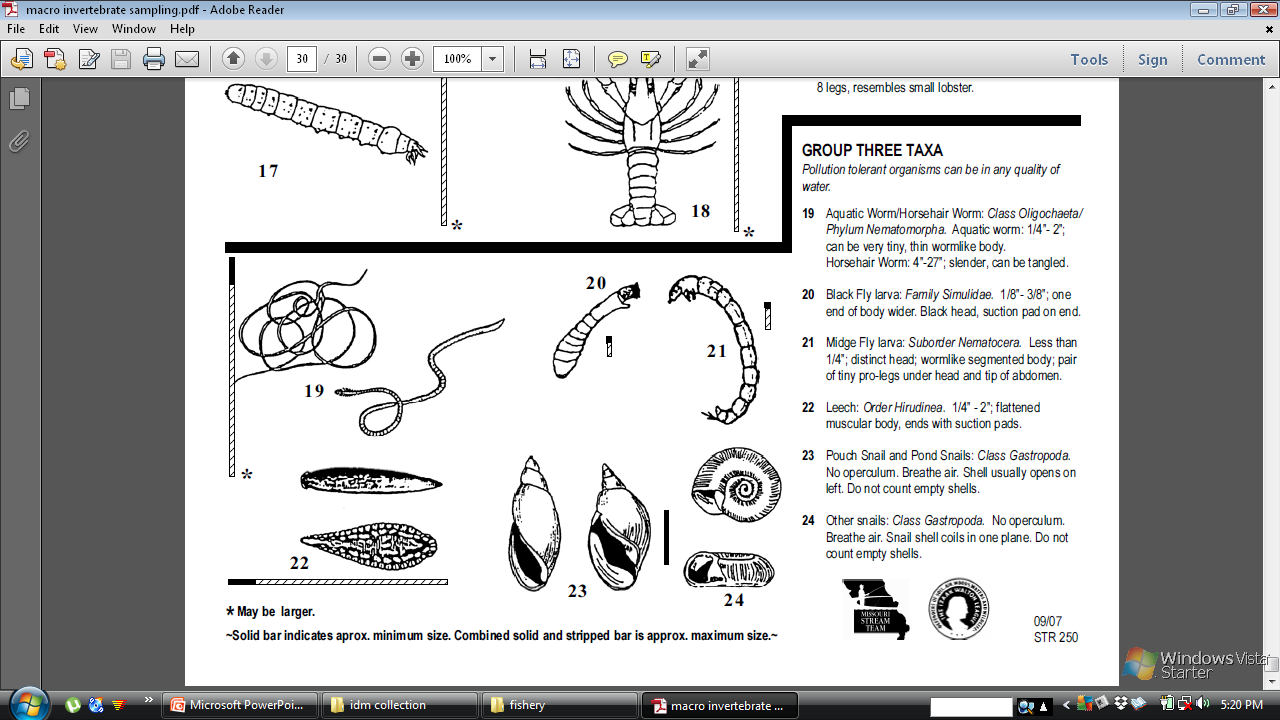 macro invertebrate sampling.pdf - Adobe Reader
File Edit View Window Help
30 / 30 100% Tools Sign Comment
8 legs, resembles small lobster.
17
18
*
*
GROUP THREE TAXA
Pollution tolerant organisms can be in any quality of
water.
19 Aquatic Worm/Horsehair Worm: Class Oligochaeta/
Phylum Nematomorpha. Aquatic worm: 1/4"- 2";
can be very tiny, thin wormlike body.
Horsehair Worm: 4"-27"; slender, can be tangled.
20 Black Fly larva: Family Simulidae. 1/8"- 3/8"; one
end of body wider. Black head, suction pad on end.
21 Midge Fly larva: Suborder Nematocera. Less than
1/4"; distinct head; wormlike segmented body; pair
of tiny pro-legs under head and tip of abdomen.
22 Leech: Order Hirudinea. 1/4" - 2"; flattened
muscular body, ends with suction pads.
23 Pouch Snail and Pond Snails: Class Gastropoda.
No operculum. Breathe air. Shell usually opens on
left. Do not count empty shells.
24 Other snails: Class Gastropoda. No operculum.
Breathe air. Snail shell coils in one plane. Do not
count empty shells.
20
21
19
*
22
23
24
* May be larger.
~Solid bar indicates aprox. minimum size. Combined solid and stripped bar is approx. maximum size.~
MISSOURI
STREAM
TEAM
09/07
STR 250
Windows Vista
Starter
Microsoft PowerPoi... idm collection fishery macro invertebrate ... 5:20 PM